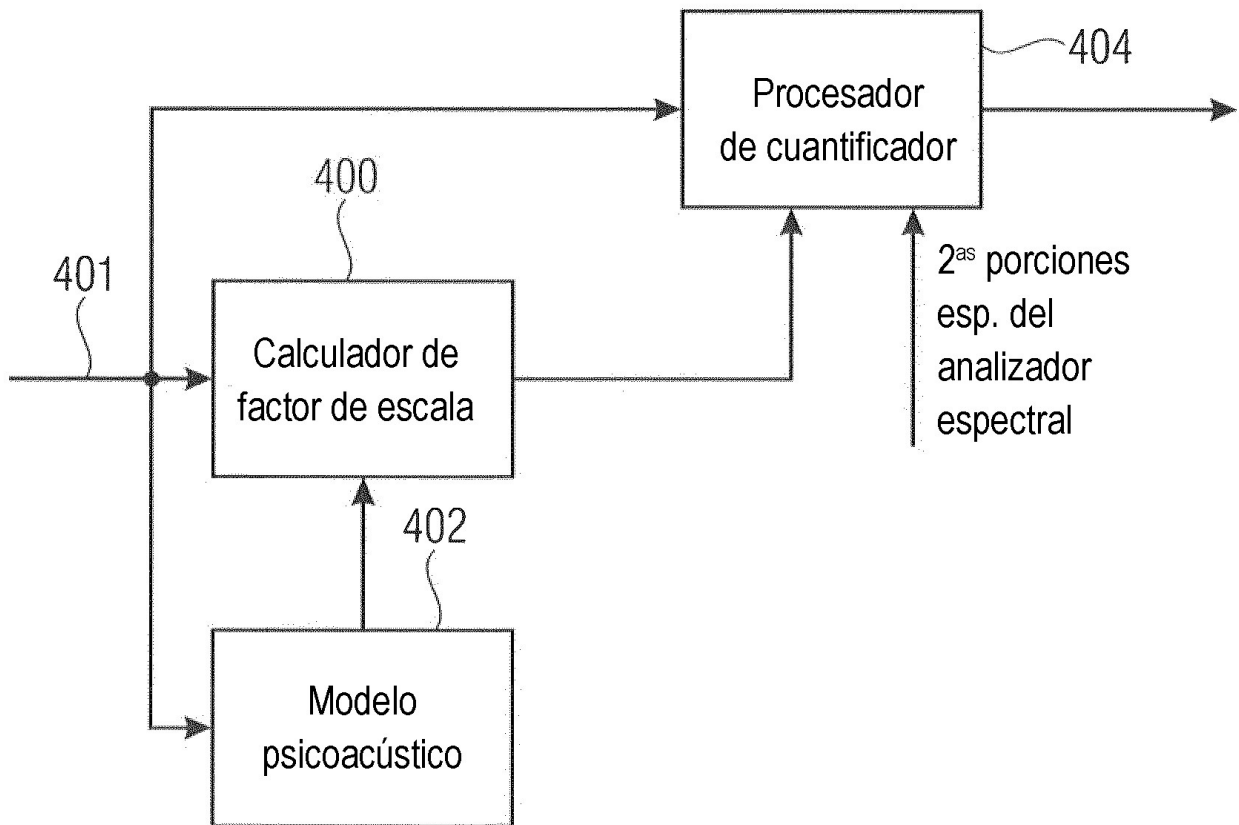 404
Procesador
de cuantificador
400
401
2as porciones
esp. del
analizador
espectral
Calculador de
factor de escala
402
Modelo
psicoacústico